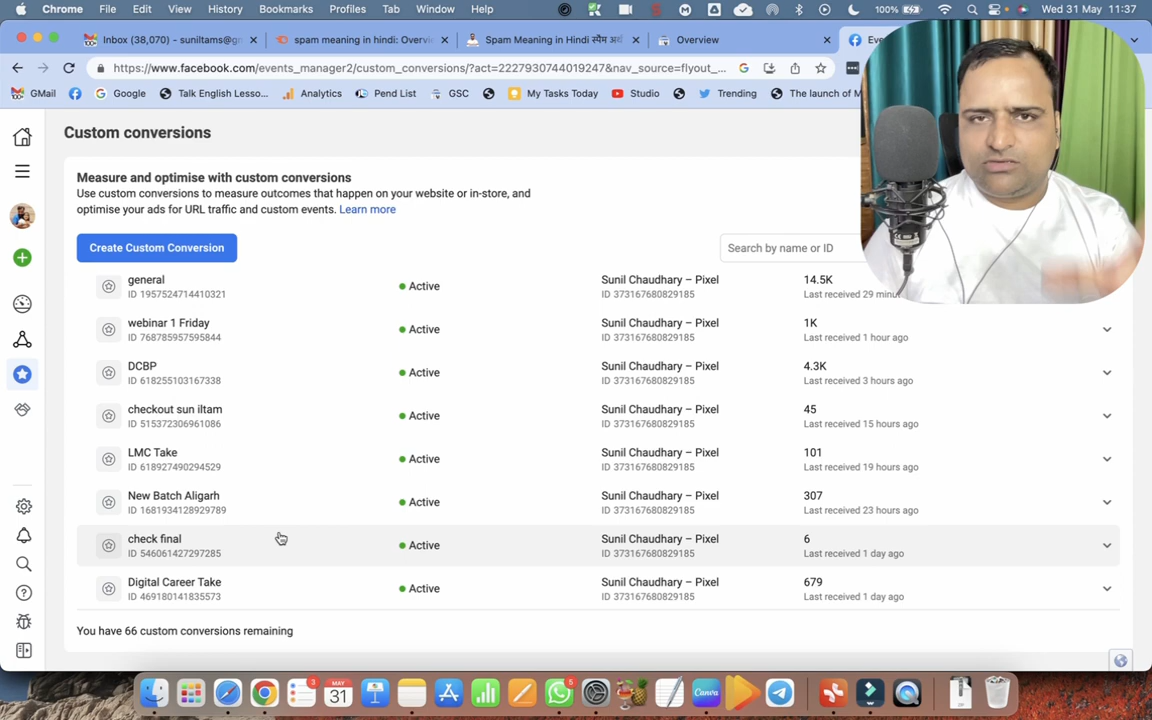 Chrome File Edit View History Bookmarks Profiles Tab Window Help 100% Wed 31 May 11:37
Inbox (38,070) - suniltams@gm spam meaning in hindi: Overvi Spam Meaning in Hindi स्पैम अर्थ Overview Eve
https://www.facebook.com/events_manager2/custom_conversions/?act=2227930744019247&nav_source=flyout_...
GMail Google Talk English Lesso... Analytics Pend List GSC My Tasks Today Studio Trending The launch of M
Custom conversions
Measure and optimise with custom conversions
Use custom conversions to measure outcomes that happen on your website or in-store, and
optimise your ads for URL traffic and custom events. Learn more
Create Custom Conversion Search by name or ID
general Active Sunil Chaudhary – Pixel 14.5K
ID 1957524714410321 ID 373167680829185 Last received 29 minu
webinar 1 Friday Active Sunil Chaudhary – Pixel 1K
ID 768785957595844 ID 373167680829185 Last received 1 hour ago
DCBP Active Sunil Chaudhary – Pixel 4.3K
ID 618255103167338 ID 373167680829185 Last received 3 hours ago
checkout sun iltam Active Sunil Chaudhary – Pixel 45
ID 515372306961086 ID 373167680829185 Last received 15 hours ago
LMC Take Active Sunil Chaudhary – Pixel 101
ID 618927490294529 ID 373167680829185 Last received 19 hours ago
New Batch Aligarh Active Sunil Chaudhary – Pixel 307
ID 1681934128929789 ID 373167680829185 Last received 23 hours ago
check final Active Sunil Chaudhary – Pixel 6
ID 546061427297285 ID 373167680829185 Last received 1 day ago
Digital Career Take Active Sunil Chaudhary – Pixel 679
ID 469180141835573 ID 373167680829185 Last received 1 day ago
You have 66 custom conversions remaining
3 MAY 31 5 Canva ZIP